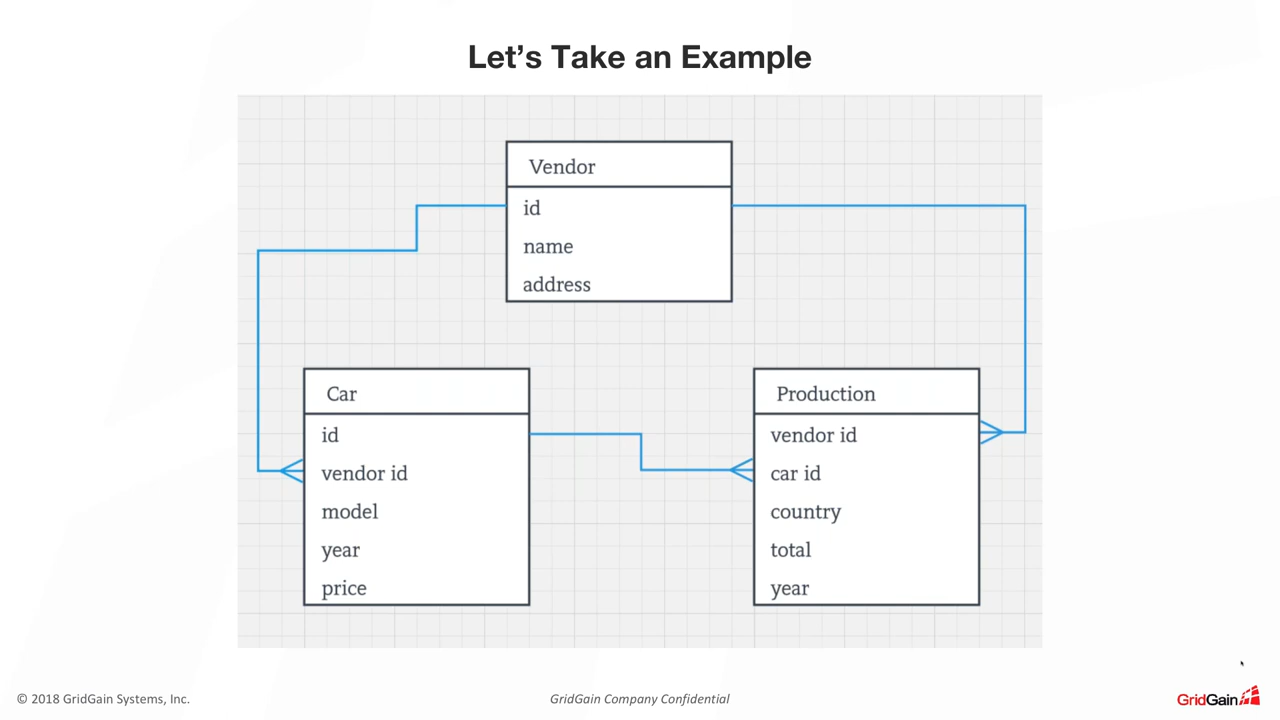 Let’s Take an Example
Vendor
id
name
address
Car
id
vendor id
model
year
price
Production
vendor id
car id
country
total
year
© 2018 GridGain Systems, Inc.
GridGain Company Confidential
GridGain